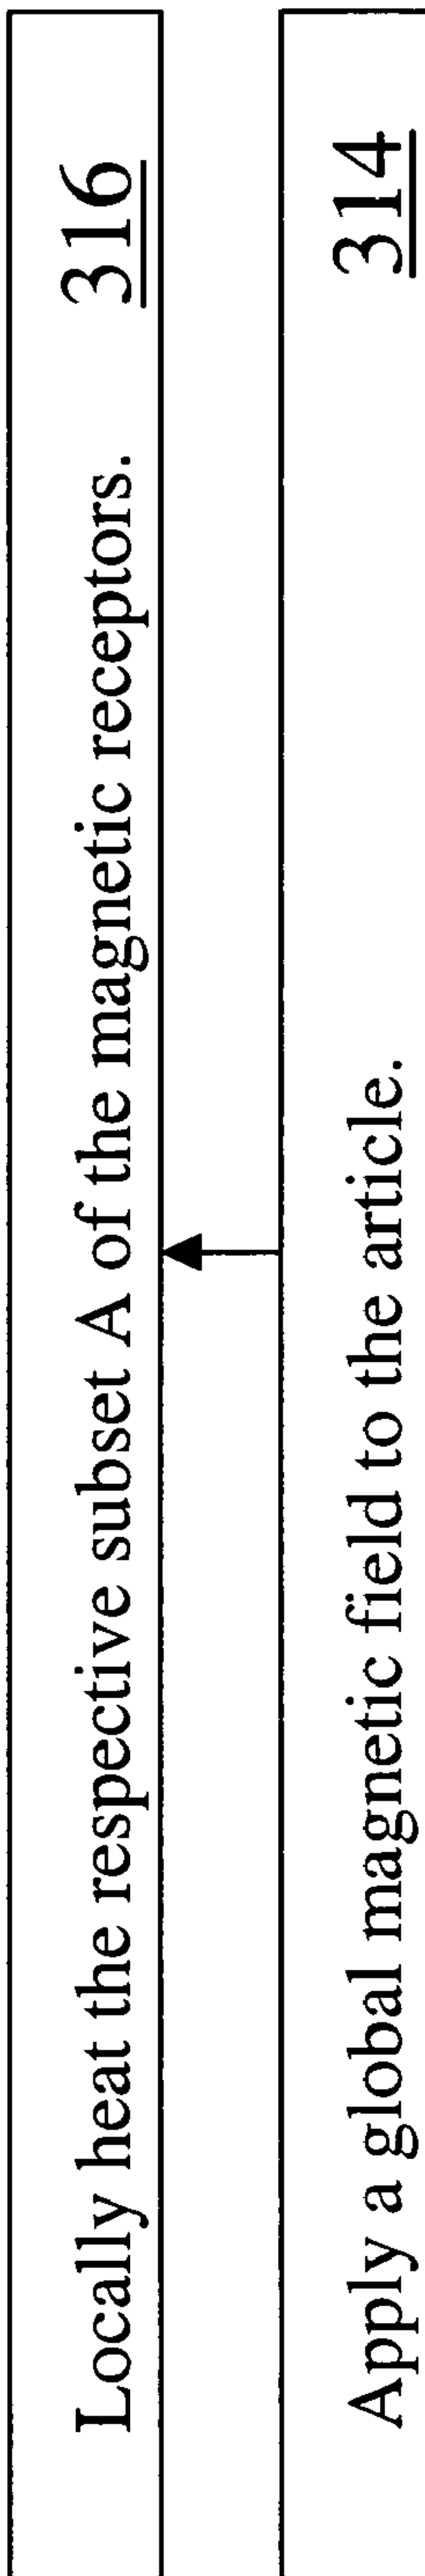 Locally heat the respective subset A of the magnetic receptors. 316
Apply a global magnetic field to the article. 314